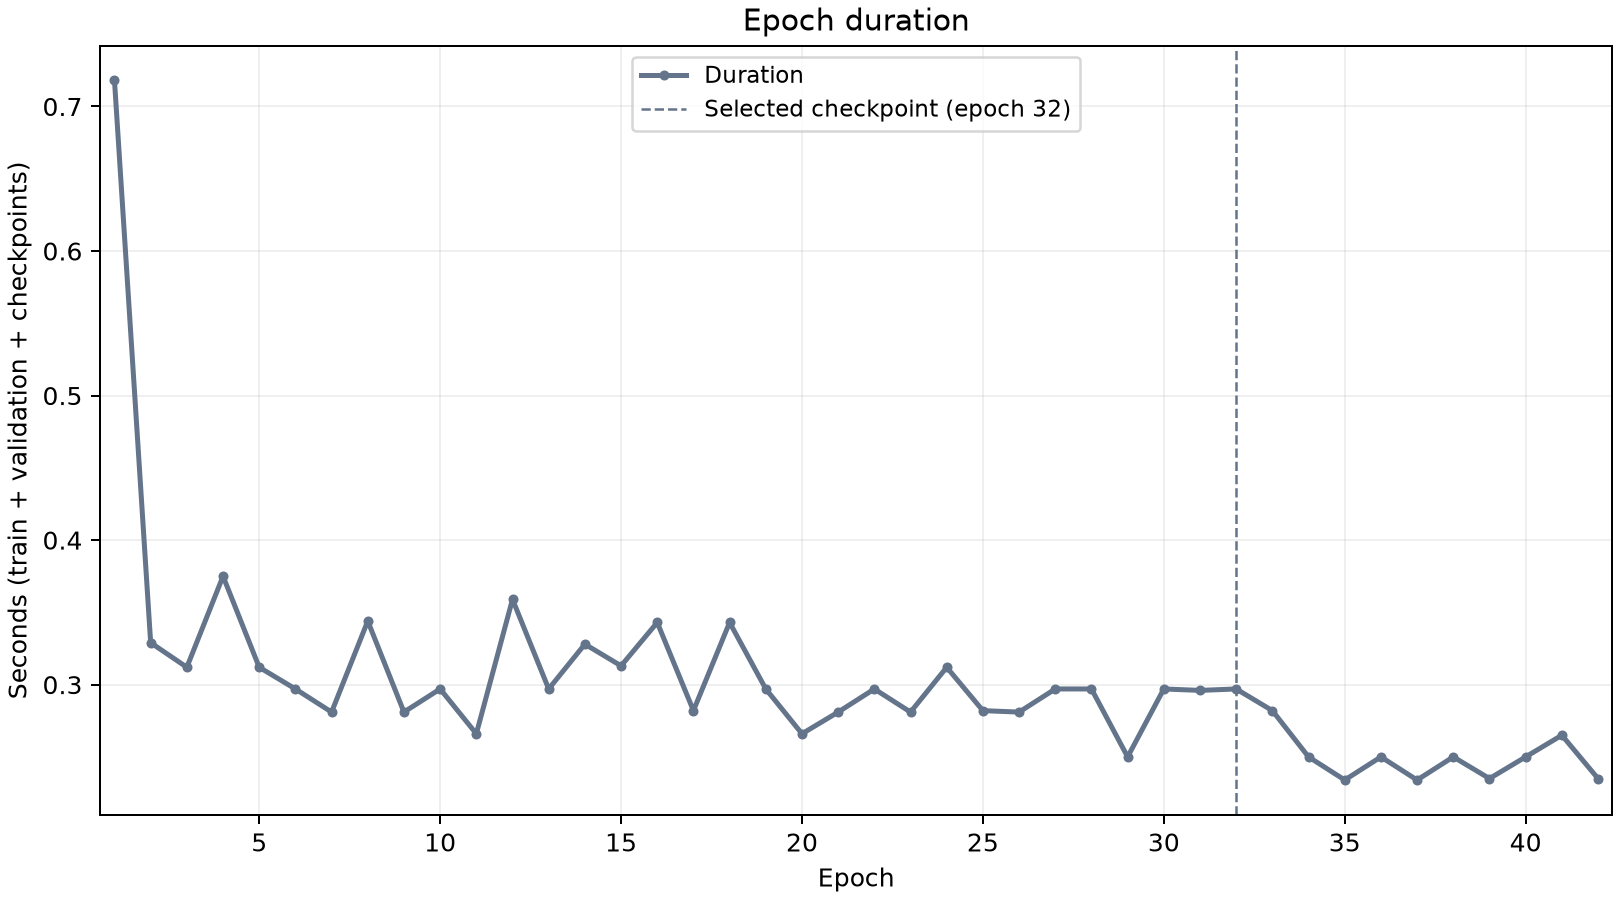 Epoch duration
Duration
Selected checkpoint (epoch 32)
Seconds (train + validation + checkpoints)
0.7
0.6
0.5
0.4
0.3
5 10 15 20 25 30 35 40
Epoch